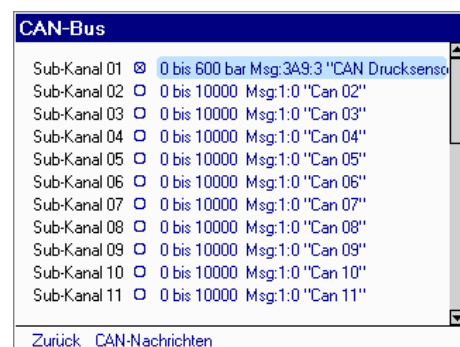 CAN-Bus
Sub-Kanal 01 0 bis 600 bar Msg:3A9:3 "CAN Drucksenso
Sub-Kanal 02 0 bis 10000 Msg:1:0 "Can 02"
Sub-Kanal 03 0 bis 10000 Msg:1:0 "Can 03"
Sub-Kanal 04 0 bis 10000 Msg:1:0 "Can 04"
Sub-Kanal 05 0 bis 10000 Msg:1:0 "Can 05"
Sub-Kanal 06 0 bis 10000 Msg:1:0 "Can 06"
Sub-Kanal 07 0 bis 10000 Msg:1:0 "Can 07"
Sub-Kanal 08 0 bis 10000 Msg:1:0 "Can 08"
Sub-Kanal 09 0 bis 10000 Msg:1:0 "Can 09"
Sub-Kanal 10 0 bis 10000 Msg:1:0 "Can 10"
Sub-Kanal 11 0 bis 10000 Msg:1:0 "Can 11"
Zurück CAN-Nachrichten